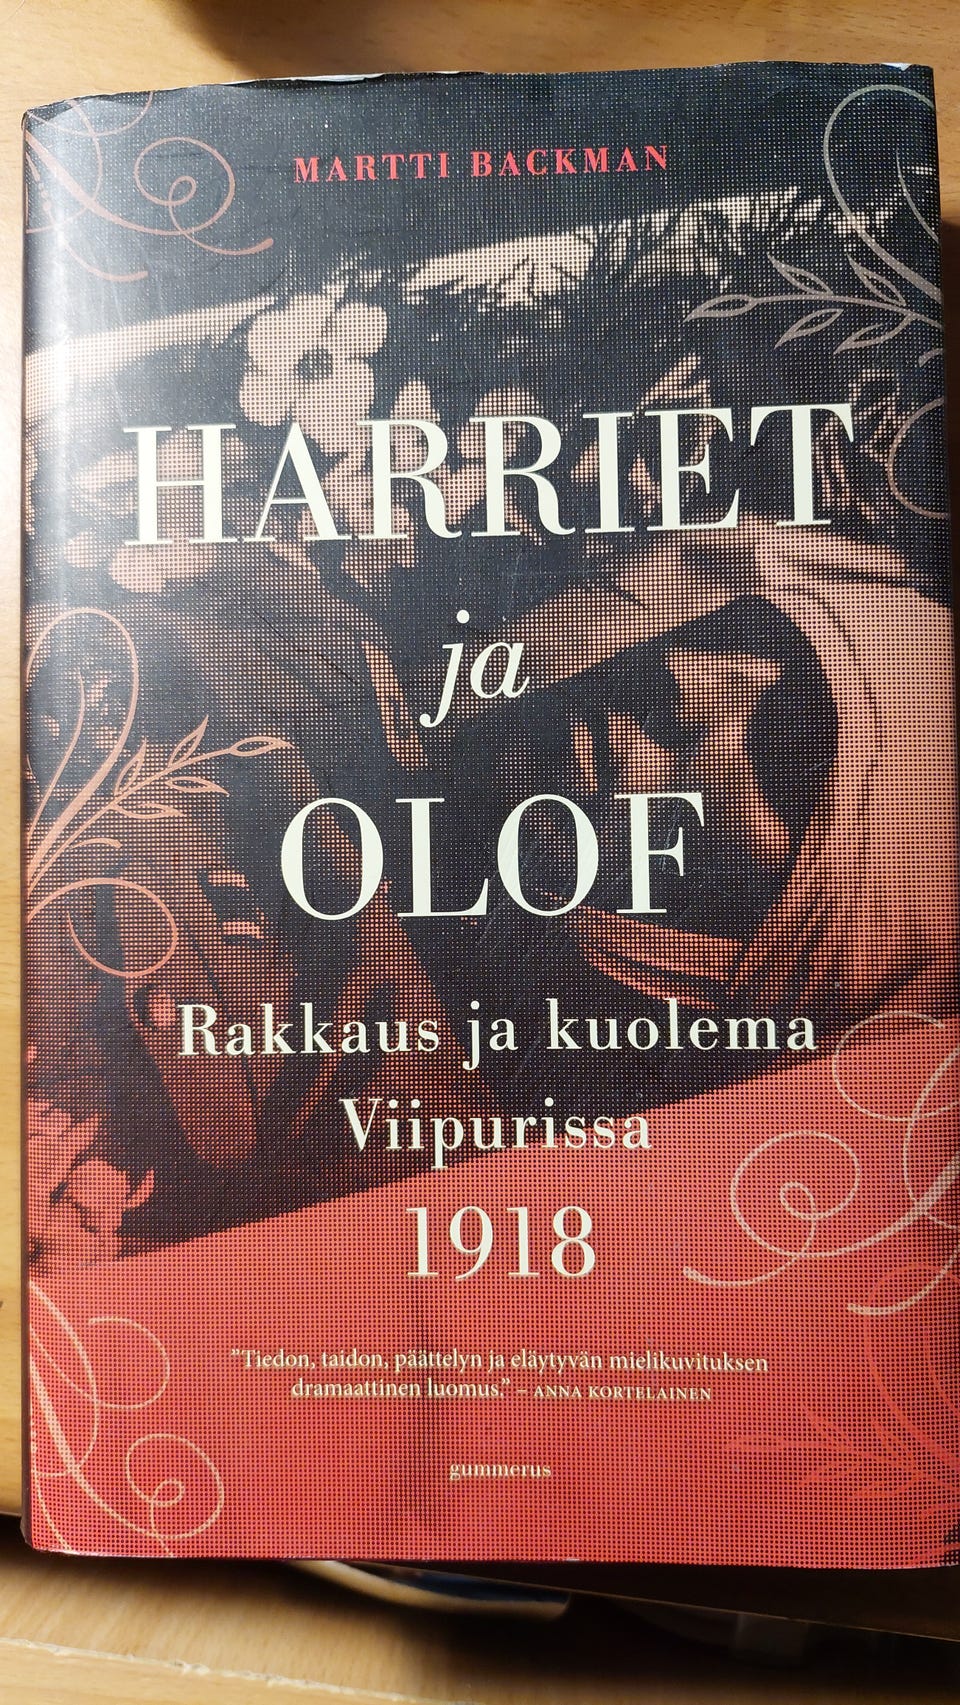 MARTTI BACKMAN
HARRIET
ja
OLOF
Rakkaus ja kuolema
Viipurissa
1918
”Tiedon, taidon, päättelyn ja eläytyvän mielikuvituksen
dramaattinen luomus.” – ANNA KORTELAINEN
gummerus